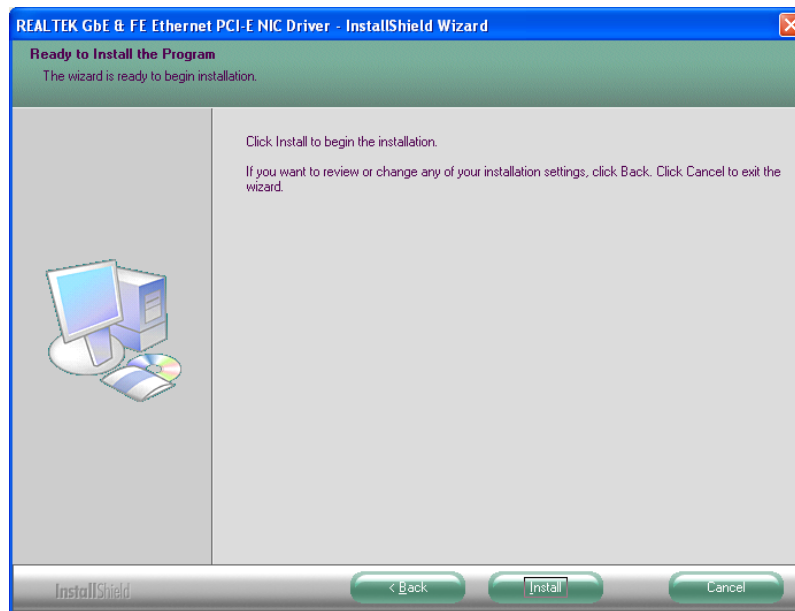 REALTEK GbE & FE Ethernet PCI-E NIC Driver - InstallShield Wizard
Ready to Install the Program
The wizard is ready to begin installation.
Click Install to begin the installation.
If you want to review or change any of your installation settings, click Back. Click Cancel to exit the
wizard.
InstallShield
< Back
Install
Cancel